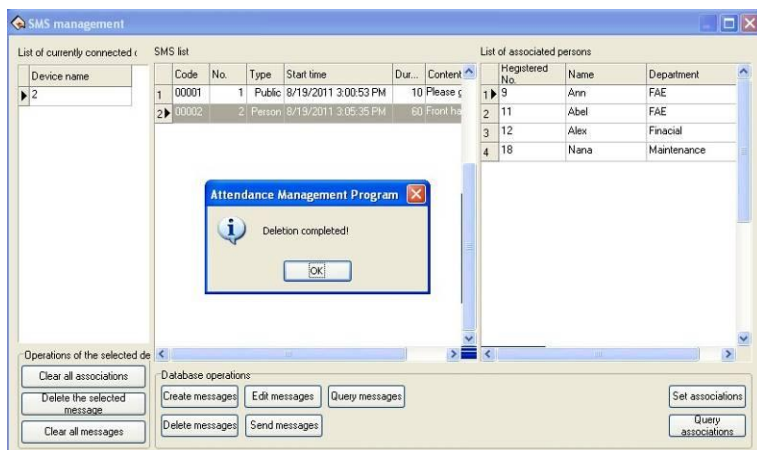 SMS management
List of currently connected (
Device name
2
SMS list
Code No. Type Start time Dur... Content
1 00001 1 Public 8/19/2011 3:00:53 PM 10 Please g
2 00002 2 Person 8/19/2011 3:05:35 PM 60 Front ha
List of associated persons
Registered No. Name Department
1 9 Ann FAE
2 11 Abel FAE
3 12 Alex Finacial
4 18 Nana Maintenance
Attendance Management Program
Deletion completed!
OK
Operations of the selected de
Clear all associations
Delete the selected
message
Clear all messages
Database operations
Create messages Edit messages Query messages
Delete messages Send messages
Set associations
Query
associations